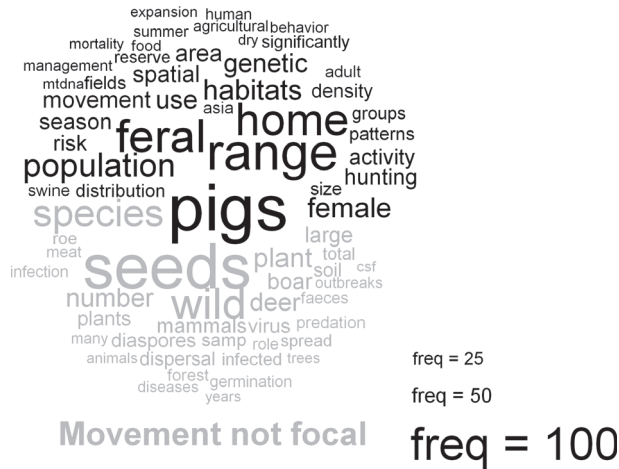 expansion human
summer agricultural behavior
mortality food dry significantly
management reserve area genetic
mtdna fields spatial adult
movement use habitats density
asia
season feral home groups
risk range patterns
population activity
hunting
swine distribution size
species pigs female
roe large
meat seeds plant total
infection soil csf
boar outbreaks
number wild deer faeces
plants mammals virus predation
many diaspores samp role spread
animals dispersal infected trees
forest
diseases germination
years
freq = 25
freq = 50
Movement not focal freq = 100